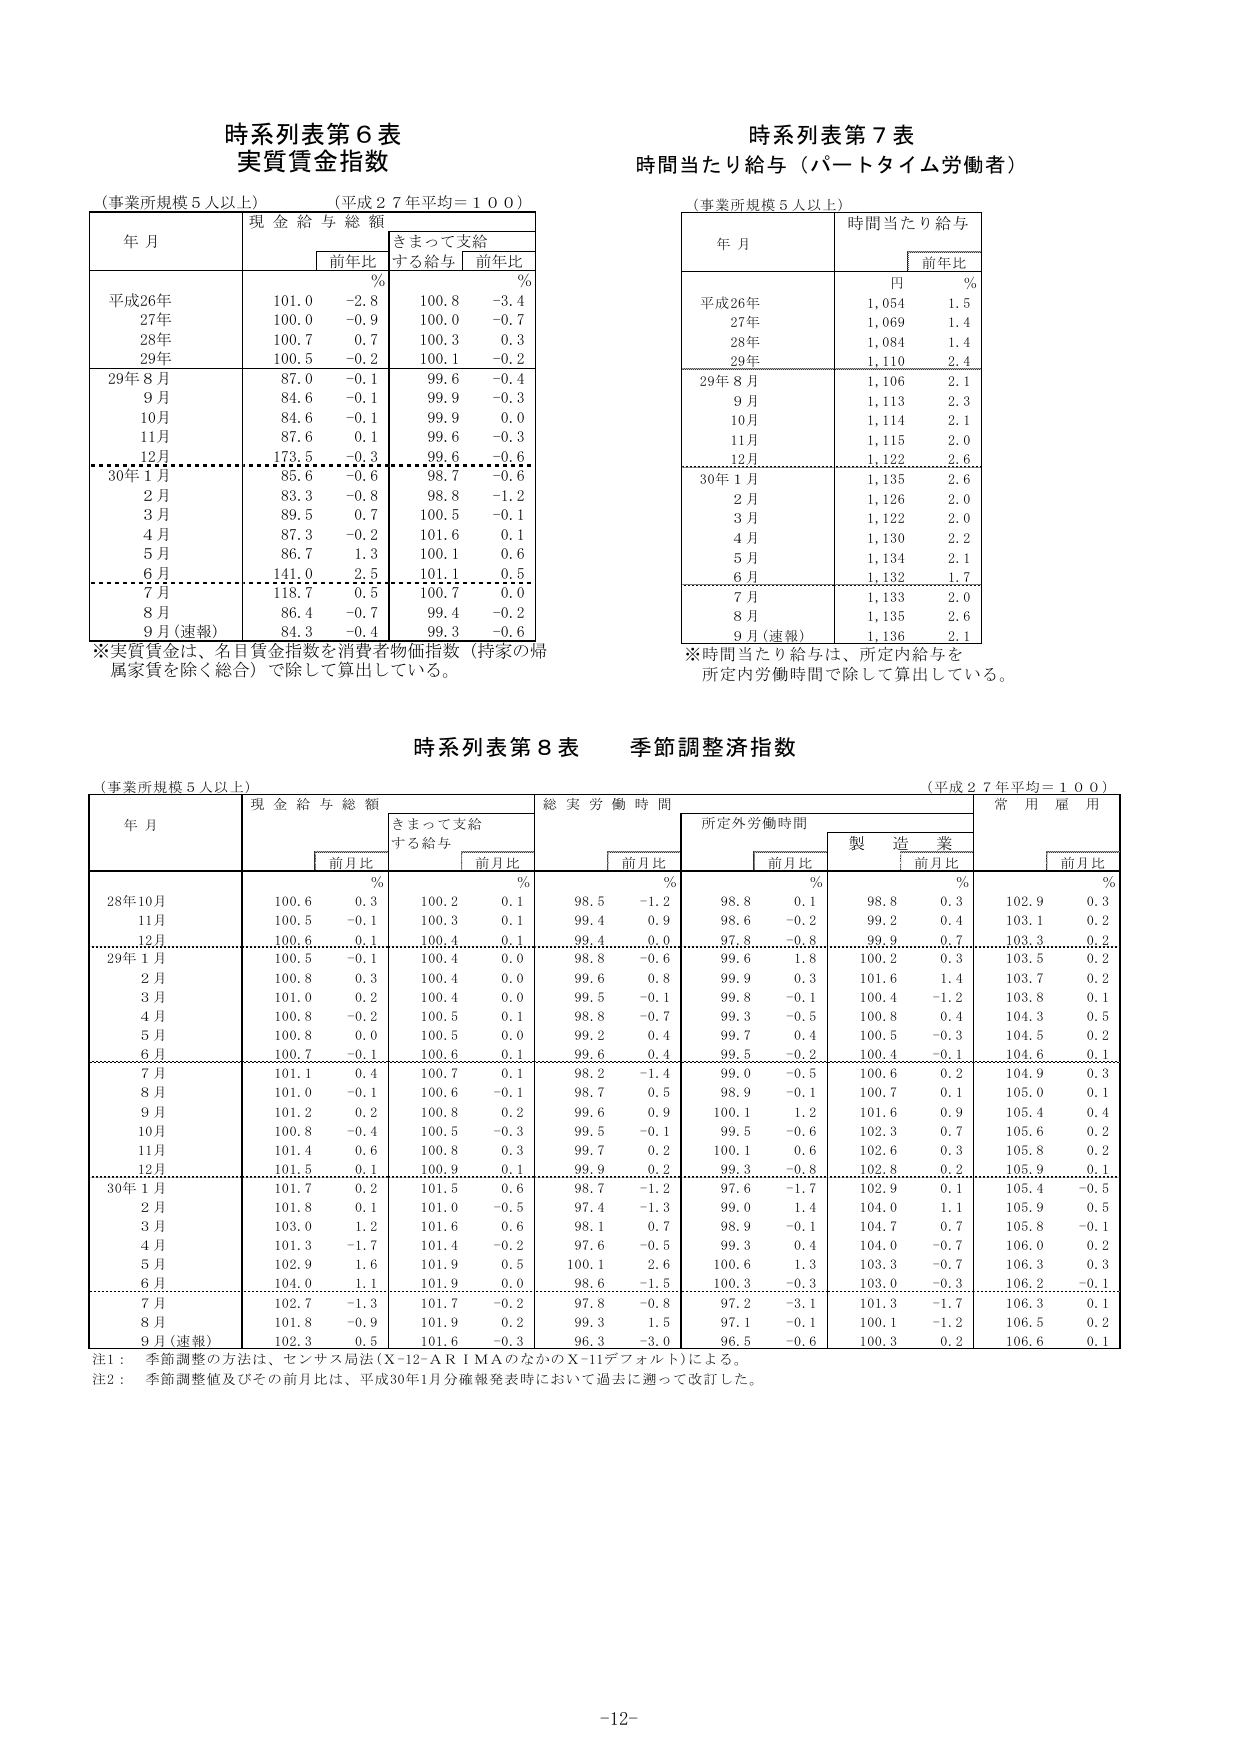 時系列表第６表
実質賃金指数
（事業所規模５人以上） （平成２７年平均＝１００）
現 金 給 与 総 額
年 月 きまって支給
前年比 する給与 前年比
% %
平成26年 101.0 -2.8 100.8 -3.4
27年 100.0 -0.9 100.0 -0.7
28年 100.7 0.7 100.3 0.3
29年 100.5 -0.2 100.1 -0.2
29年８月 87.0 -0.1 99.6 -0.4
９月 84.6 -0.1 99.9 -0.3
10月 84.6 -0.1 99.9 0.0
11月 87.6 0.1 99.6 -0.3
12月 173.5 -0.3 99.6 -0.6
30年１月 85.6 -0.6 98.7 -0.6
２月 83.3 -0.8 98.8 -1.2
３月 89.5 0.7 100.5 -0.1
４月 87.3 -0.2 101.6 0.1
５月 86.7 1.3 100.1 0.6
６月 141.0 2.5 101.1 0.5
７月 118.7 0.5 100.7 0.0
８月 86.4 -0.7 99.4 -0.2
９月(速報) 84.3 -0.4 99.3 -0.6
※実質賃金は、名目賃金指数を消費者物価指数（持家の帰
属家賃を除く総合）で除して算出している。
時系列表第７表
時間当たり給与（パートタイム労働者）
（事業所規模５人以上）
時間当たり給与
年 月
前年比
円 %
平成26年 1,054 1.5
27年 1,069 1.4
28年 1,084 1.4
29年 1,110 2.4
29年８月 1,106 2.1
９月 1,113 2.3
10月 1,114 2.1
11月 1,115 2.0
12月 1,122 2.6
30年１月 1,135 2.6
２月 1,126 2.0
３月 1,122 2.0
４月 1,130 2.2
５月 1,134 2.1
６月 1,132 1.7
７月 1,133 2.0
８月 1,135 2.6
９月(速報) 1,136 2.1
※時間当たり給与は、所定内給与を
所定内労働時間で除して算出している。
時系列表第８表　季節調整済指数
（事業所規模５人以上） （平成２７年平均＝１００）
現 金 給 与 総 額 総 実 労 働 時 間 常 用 雇 用
年 月 きまって支給 所定外労働時間
する給与 製 造 業
前月比 前月比 前月比 前月比 前月比 前月比
% % % % % %
28年10月 100.6 0.3 100.2 0.1 98.5 -1.2 98.8 0.1 98.8 0.3 102.9 0.3
11月 100.5 -0.1 100.3 0.1 99.4 0.9 98.6 -0.2 99.2 0.4 103.1 0.2
12月 100.6 0.1 100.4 0.1 99.4 0.0 97.8 -0.8 99.9 0.7 103.3 0.2
29年１月 100.5 -0.1 100.4 0.0 98.8 -0.6 99.6 1.8 100.2 0.3 103.5 0.2
２月 100.8 0.3 100.4 0.0 99.6 0.8 99.9 0.3 101.6 1.4 103.7 0.2
３月 101.0 0.2 100.4 0.0 99.5 -0.1 99.8 -0.1 100.4 -1.2 103.8 0.1
４月 100.8 -0.2 100.5 0.1 98.8 -0.7 99.3 -0.5 100.8 0.4 104.3 0.5
５月 100.8 0.0 100.5 0.0 99.2 0.4 99.7 0.4 100.5 -0.3 104.5 0.2
６月 100.7 -0.1 100.6 0.1 99.6 0.4 99.5 -0.2 100.4 -0.1 104.6 0.1
７月 101.1 0.4 100.7 0.1 98.2 -1.4 99.0 -0.5 100.6 0.2 104.9 0.3
８月 101.0 -0.1 100.6 -0.1 98.7 0.5 98.9 -0.1 100.7 0.1 105.0 0.1
９月 101.2 0.2 100.8 0.2 99.6 0.9 100.1 1.2 101.6 0.9 105.4 0.4
10月 100.8 -0.4 100.5 -0.3 99.5 -0.1 99.5 -0.6 102.3 0.7 105.6 0.2
11月 101.4 0.6 100.8 0.3 99.7 0.2 100.1 0.6 102.6 0.3 105.8 0.2
12月 101.5 0.1 100.9 0.1 99.9 0.2 99.3 -0.8 102.8 0.2 105.9 0.1
30年１月 101.7 0.2 101.5 0.6 98.7 -1.2 97.6 -1.7 102.9 0.1 105.4 -0.5
２月 101.8 0.1 101.0 -0.5 97.4 -1.3 99.0 1.4 104.0 1.1 105.9 0.5
３月 103.0 1.2 101.6 0.6 98.1 0.7 98.9 -0.1 104.7 0.7 105.8 -0.1
４月 101.3 -1.7 101.4 -0.2 97.6 -0.5 99.3 0.4 104.0 -0.7 106.0 0.2
５月 102.9 1.6 101.9 0.5 100.1 2.6 100.6 1.3 103.3 -0.7 106.3 0.3
６月 104.0 1.1 101.9 0.0 98.6 -1.5 100.3 -0.3 103.0 -0.3 106.2 -0.1
７月 102.7 -1.3 101.7 -0.2 97.8 -0.8 97.2 -3.1 101.3 -1.7 106.3 0.1
８月 101.8 -0.9 101.9 0.2 99.3 1.5 97.1 -0.1 100.1 -1.2 106.5 0.2
９月(速報) 102.3 0.5 101.6 -0.3 96.3 -3.0 96.5 -0.6 100.3 0.2 106.6 0.1
注1： 季節調整の方法は、センサス局法(X-12-ＡＲＩＭＡのなかのX-11デフォルト)による。
注2： 季節調整値及びその前月比は、平成30年1月分確報発表時において過去に遡って改訂した。
-12-